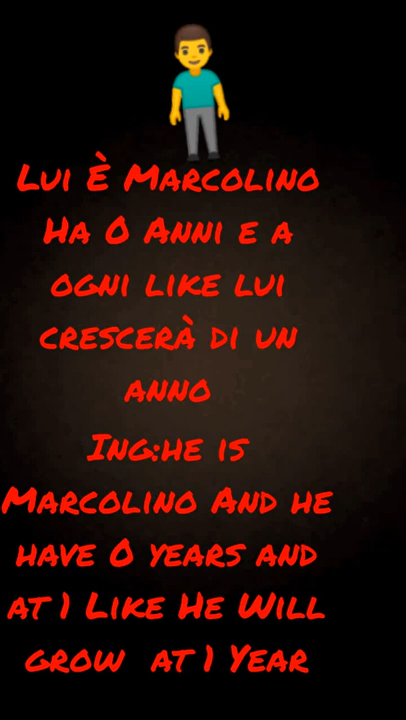 Lui È Marcolino
Ha 0 Anni e a
ogni like lui
crescerà di un
anno
Ing:he is
Marcolino And he
have 0 years and
at 1 Like He Will
grow at 1 Year